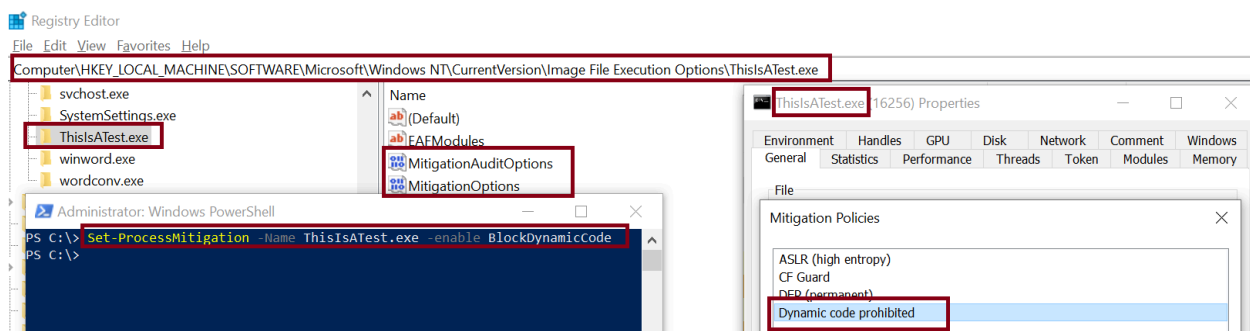 Registry Editor
File Edit View Favorites Help
Computer\HKEY_LOCAL_MACHINE\SOFTWARE\Microsoft\Windows NT\CurrentVersion\Image File Execution Options\ThisIsATest.exe
svchost.exe
SystemSettings.exe
ThisIsATest.exe
winword.exe
wordconv.exe
Name
(Default)
EAFModules
MitigationAuditOptions
MitigationOptions
Administrator: Windows PowerShell
PS C:\> Set-ProcessMitigation -Name ThisIsATest.exe -enable BlockDynamicCode
PS C:\>
ThisIsATest.exe (16256) Properties
Environment Handles GPU Disk Network Comment Windows
General Statistics Performance Threads Token Modules Memory
File
Mitigation Policies
ASLR (high entropy)
CF Guard
DEP (permanent)
Dynamic code prohibited